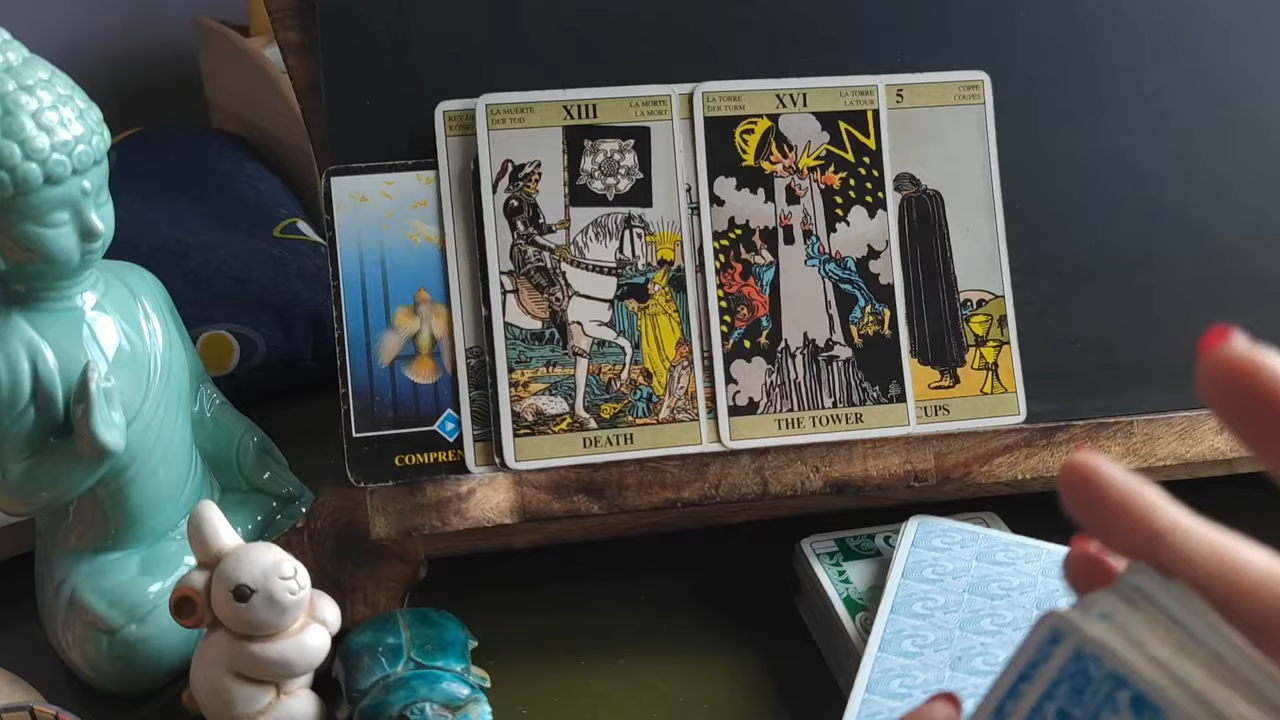 REY DE
LA MUERTE
DER TOD
XIII
LA MORTE
LA MORT
DEATH
LA TORRE
DER TURM
XVI
LA TORRE
LA TOUR
THE TOWER
5
COPPE
COUPES
CUPS
COMPREN